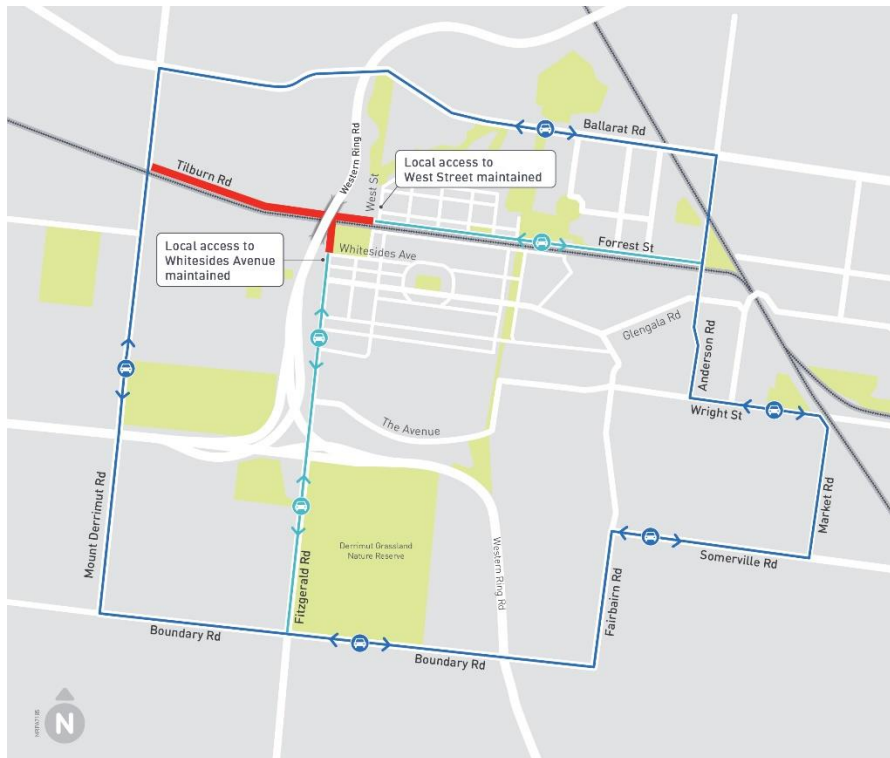 Ballarat Rd
Western Ring Rd
Tilburn Rd
West St
Local access to
West Street maintained
Local access to
Whitesides Avenue
maintained
Whitesides Ave
Forrest St
Glengala Rd
Anderson Rd
Wright St
The Avenue
Market Rd
Mount Derrimut Rd
Fitzgerald Rd
Derrimut Grassland
Nature Reserve
Western Ring Rd
Somerville Rd
Fairbairn Rd
Boundary Rd
Boundary Rd
N